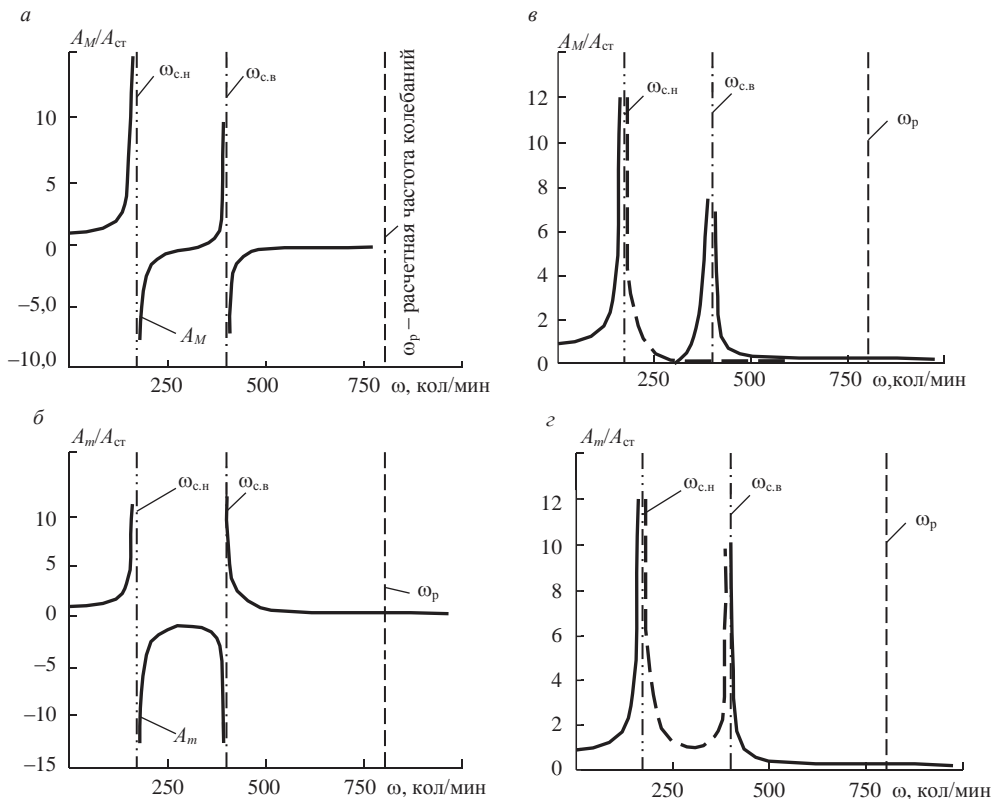 а
A_M/A_ст
ω_с.н
ω_с.в
10
5
0
–5,0
–10,0
A_M
ω_р – расчетная частота колебаний
250
500
750
ω, кол/мин
в
A_M/A_ст
12
10
8
6
4
2
0
ω_с.н
ω_с.в
ω_р
250
500
750
ω,кол/мин
б
A_m/A_ст
ω_с.н
ω_с.в
ω_р
10
5
0
–5
–10
–15
A_m
250
500
750
ω, кол/мин
г
A_m/A_ст
12
10
8
6
4
2
0
ω_с.н
ω_с.в
ω_р
250
500
750
ω, кол/мин